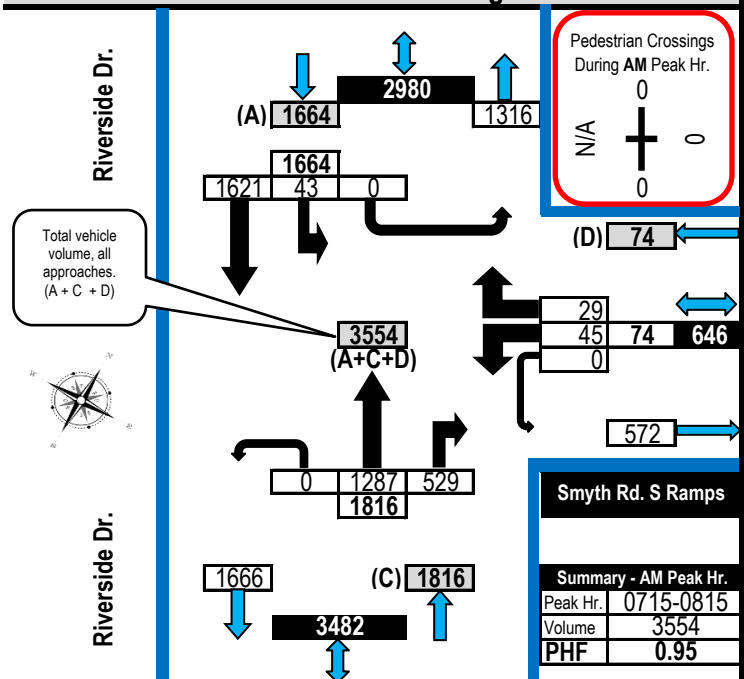 Riverside Dr.
2980
(A) 1664
1316
1664
1621 43 0
Pedestrian Crossings
During AM Peak Hr.
0
N/A
0
0
Total vehicle
volume, all
approaches.
(A + C + D)
(D) 74
3554
(A+C+D)
29
45 74 646
0
572
0 1287 529
1816
Riverside Dr.
1666
(C) 1816
3482
Smyth Rd. S Ramps
Summary - AM Peak Hr.
Peak Hr. 0715-0815
Volume 3554
PHF 0.95